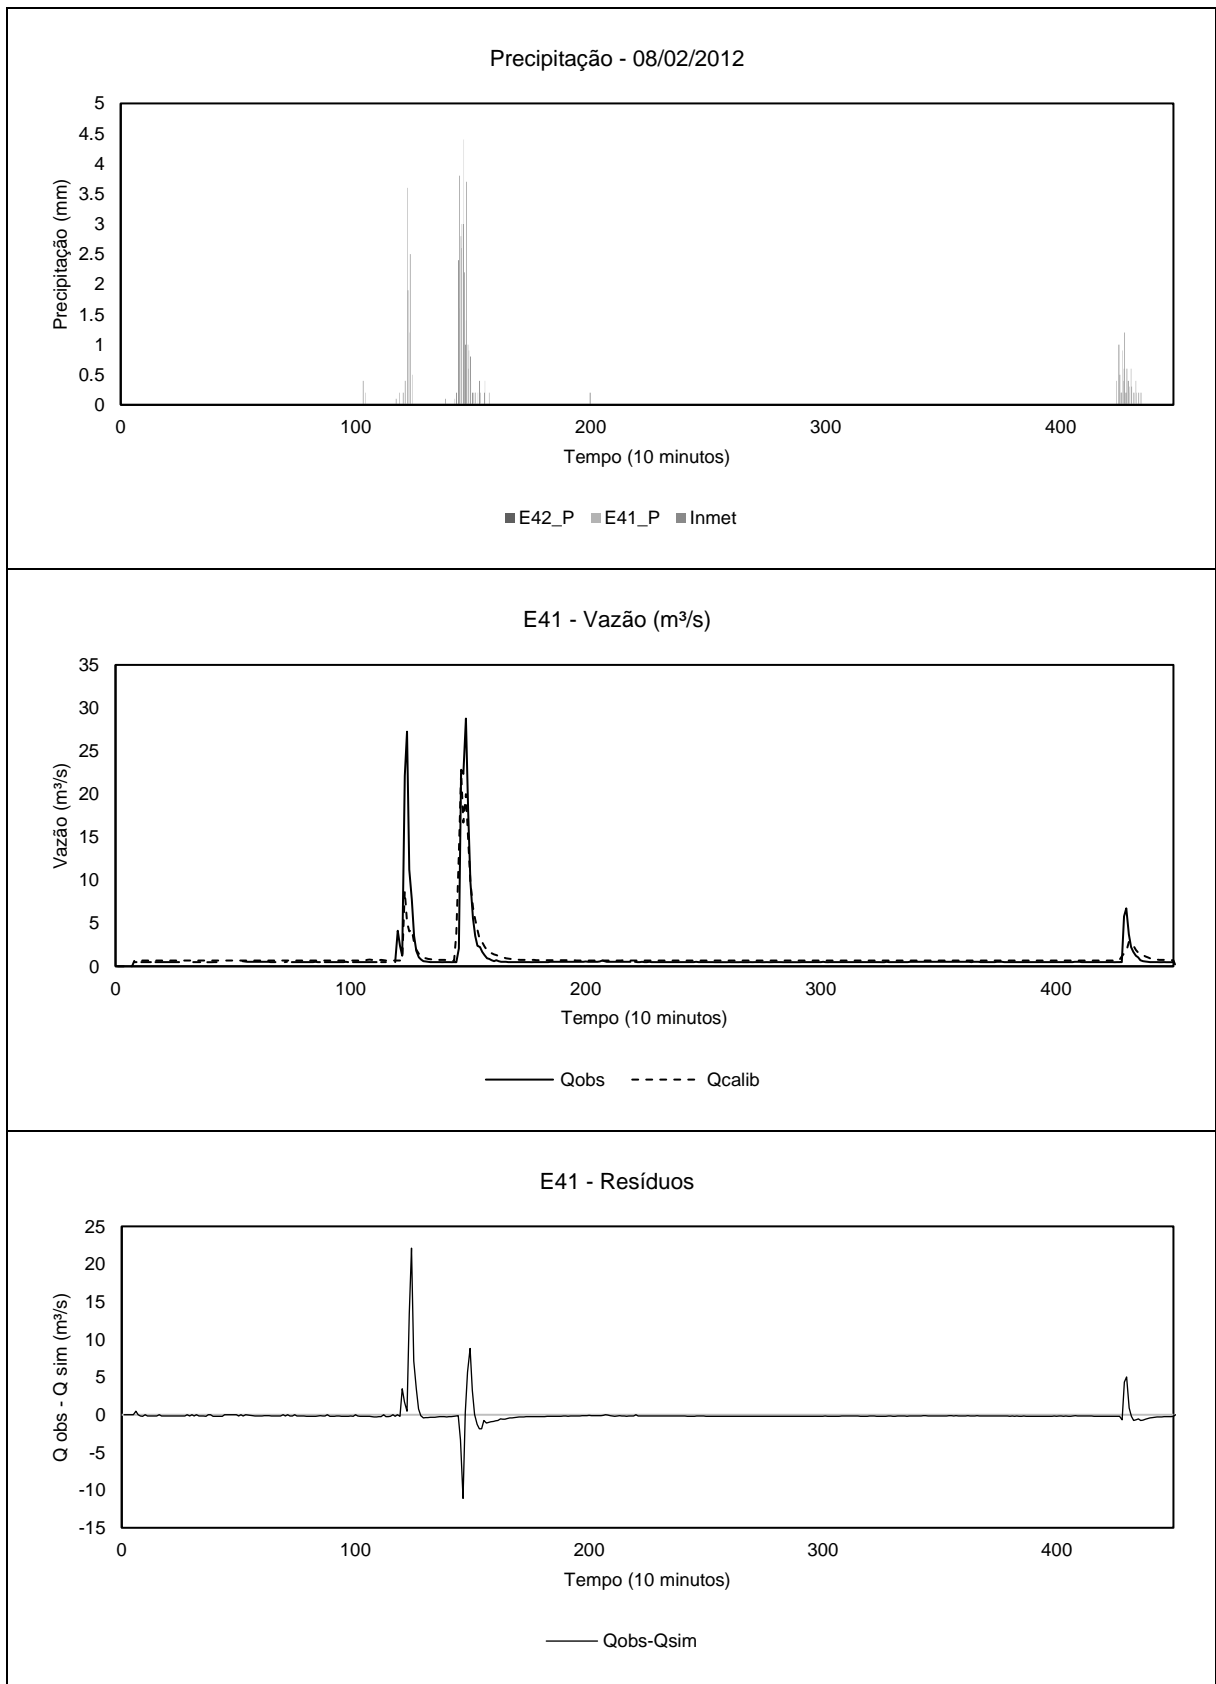 Precipitação - 08/02/2012
5
4.5
4
3.5
3
2.5
2
1.5
1
0.5
0
Precipitação (mm)
0 100 200 300 400
Tempo (10 minutos)
E42_P E41_P Inmet
E41 - Vazão (m³/s)
35
30
25
20
15
10
5
0
Vazão (m³/s)
0 100 200 300 400
Tempo (10 minutos)
Qobs Qcalib
E41 - Resíduos
25
20
15
10
5
0
-5
-10
-15
Q obs - Q sim (m³/s)
0 100 200 300 400
Tempo (10 minutos)
Qobs-Qsim